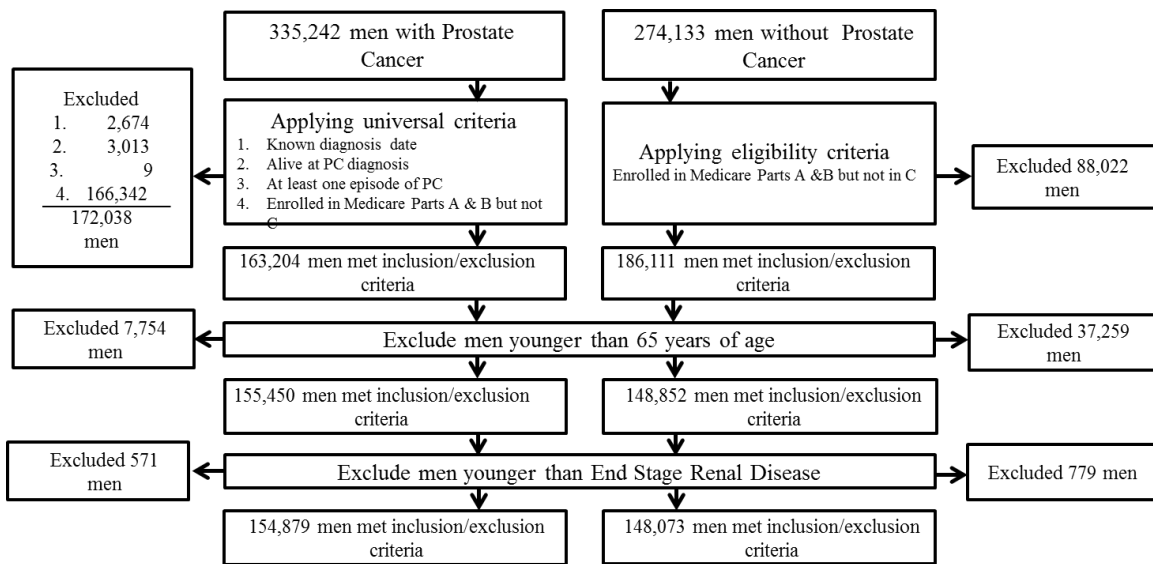 335,242 men with Prostate
Cancer
274,133 men without  Prostate
Cancer
Excluded
1. 2,674
2. 3,013
3. 9
4. 166,342
172,038
men
Applying universal criteria
1. Known diagnosis date
2. Alive at PC diagnosis
3. At least one episode of PC
4. Enrolled in Medicare Parts A & B but not
C
Applying eligibility criteria
Enrolled in Medicare Parts A &B but not in C
Excluded 88,022
men
163,204 men met inclusion/exclusion
criteria
186,111 men met inclusion/exclusion
criteria
Excluded 7,754
men
Exclude men younger than 65 years of age
Excluded 37,259
men
155,450 men met inclusion/exclusion
criteria
148,852 men met inclusion/exclusion
criteria
Excluded 571
men
Exclude men younger than End Stage Renal Disease
Excluded 779 men
154,879 men met inclusion/exclusion
criteria
148,073 men met inclusion/exclusion
criteria